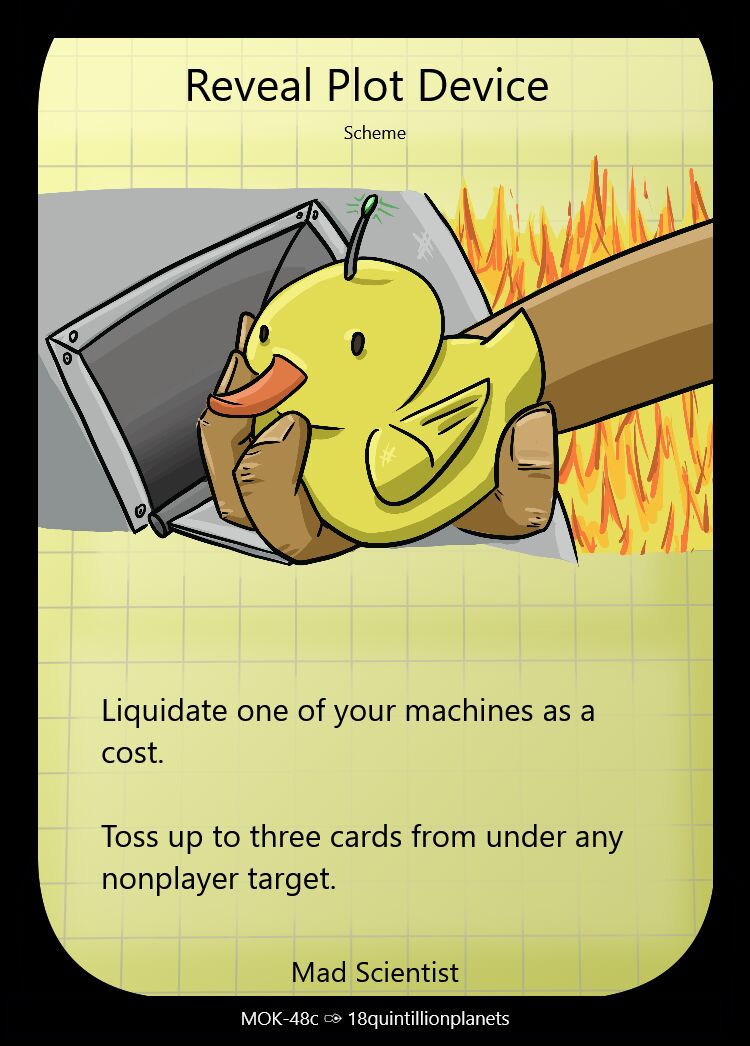 Reveal Plot Device
Scheme
Liquidate one of your machines as a
cost.
Toss up to three cards from under any
nonplayer target.
Mad Scientist
MOK-48c ➩ 18quintillionplanets